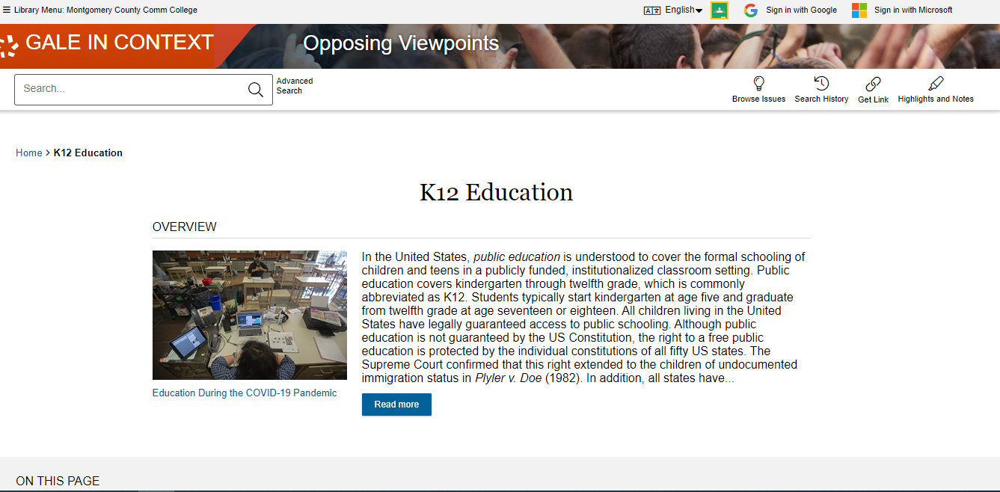 Library Menu: Montgomery County Comm College
English
Sign in with Google
Sign in with Microsoft
GALE IN CONTEXT
Opposing Viewpoints
Search...
Advanced
Search
Browse Issues
Search History
Get Link
Highlights and Notes
Home > K12 Education
K12 Education
OVERVIEW
In the United States, public education is understood to cover the formal schooling of
children and teens in a publicly funded, institutionalized classroom setting. Public
education covers kindergarten through twelfth grade, which is commonly
abbreviated as K12. Students typically start kindergarten at age five and graduate
from twelfth grade at age seventeen or eighteen. All children living in the United
States have legally guaranteed access to public schooling. Although public
education is not guaranteed by the US Constitution, the right to a free public
education is protected by the individual constitutions of all fifty US states. The
Supreme Court confirmed that this right extended to the children of undocumented
immigration status in Plyler v. Doe (1982). In addition, all states have...
Education During the COVID-19 Pandemic
Read more
ON THIS PAGE